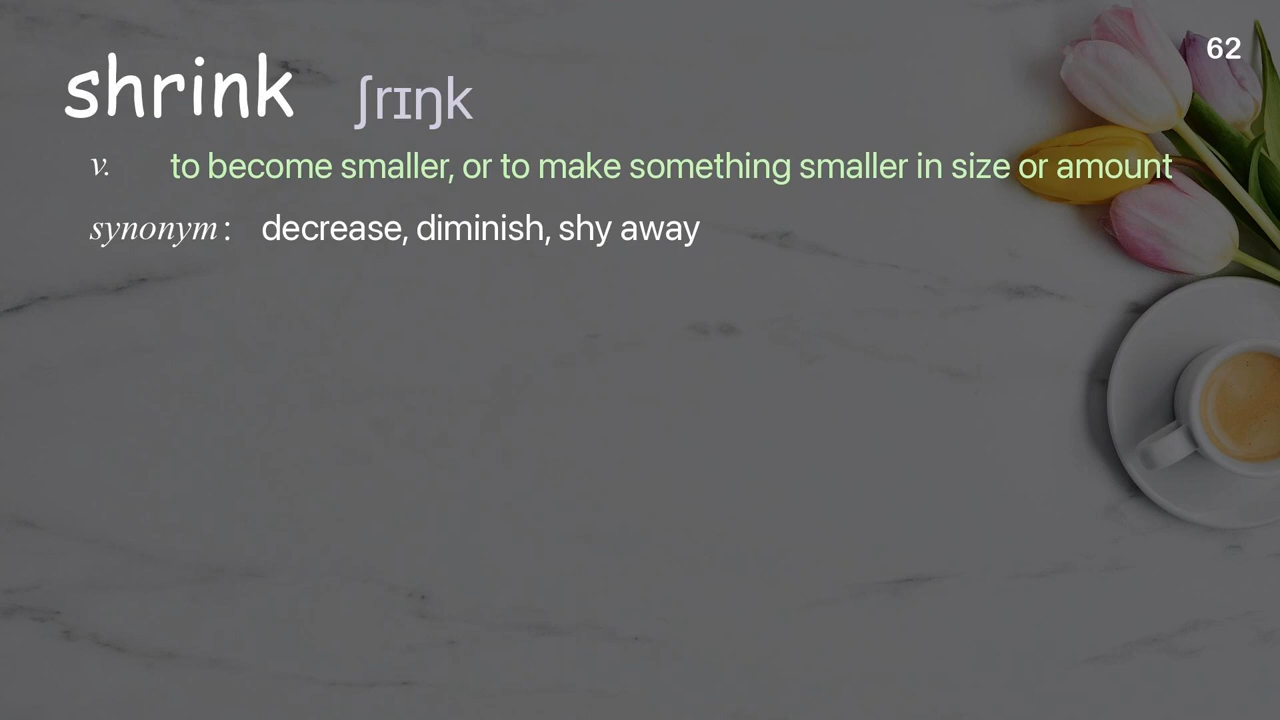 62
shrink ʃrɪŋk
v. to become smaller, or to make something smaller in size or amount
synonym: decrease, diminish, shy away